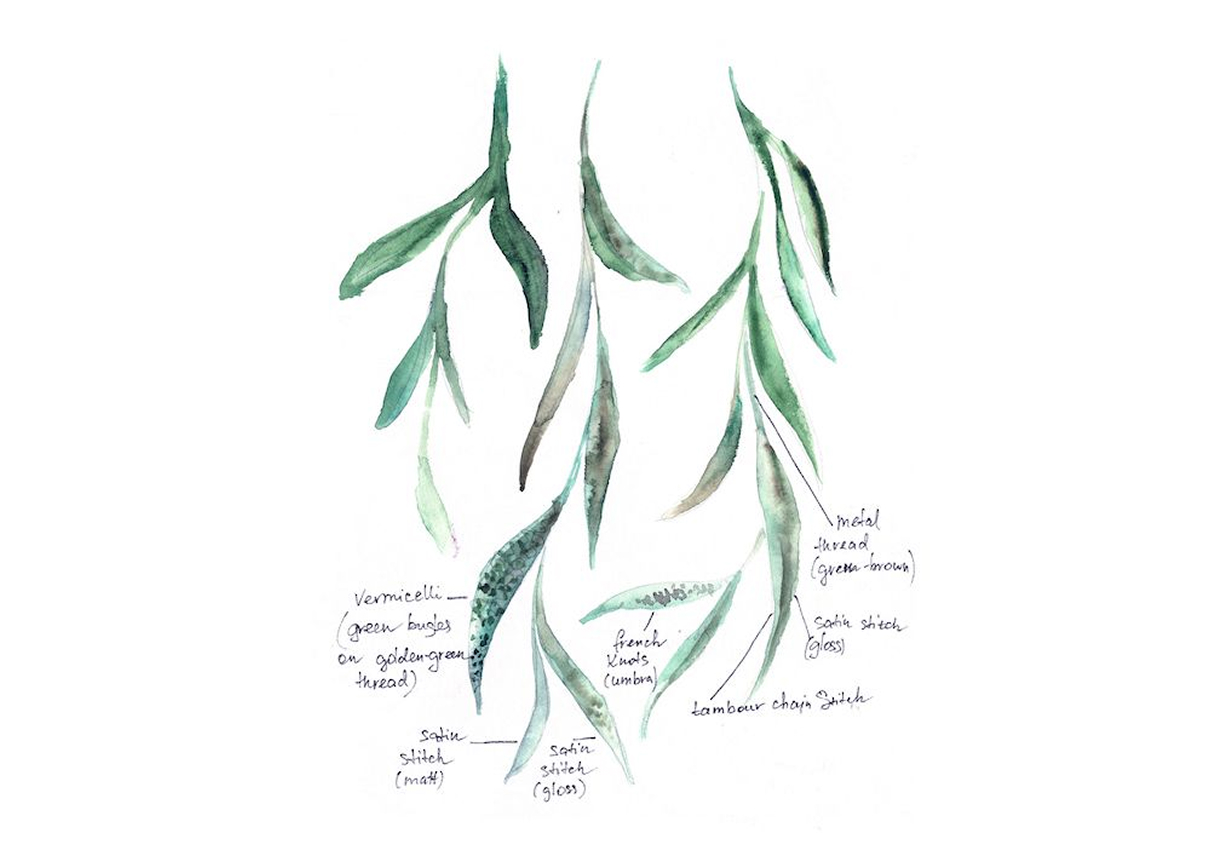 metal
thread
(green-brown)
Vermicelli
(green bugles
on golden-green
thread)
satin stitch
(gloss)
french
knots
(umbra)
tambour chain stitch
satin
stitch
(matt)
satin
stitch
(gloss)